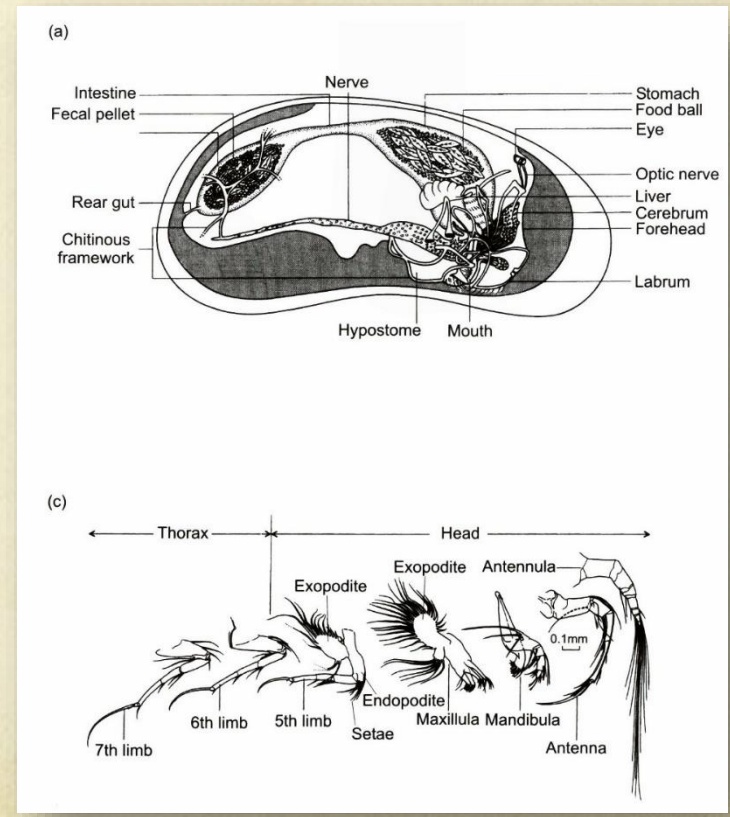 (a)
Intestine
Nerve
Stomach
Fecal pellet
Food ball
Eye
Optic nerve
Rear gut
Liver
Cerebrum
Chitinous
framework
Forehead
Labrum
Hypostome
Mouth
(c)
Thorax
Head
Exopodite
Exopodite
Antennula
0.1mm
Endopodite
Setae
Maxillula
Mandibula
Antenna
5th limb
6th limb
7th limb